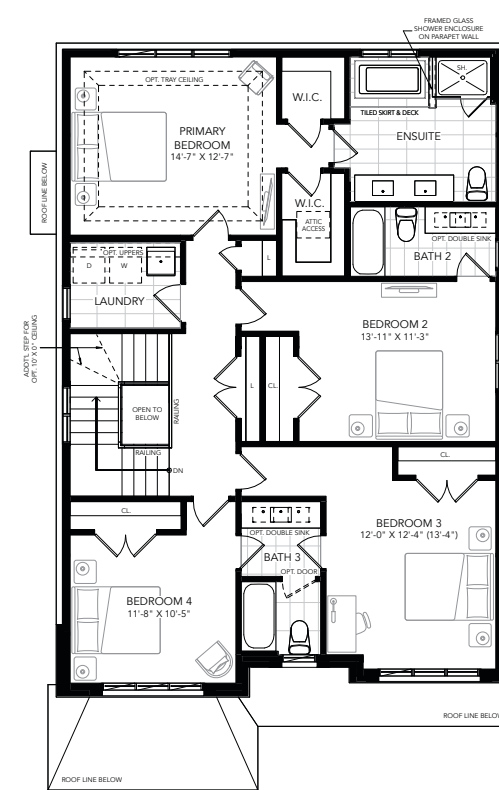 FRAMED GLASS
SHOWER ENCLOSURE
ON PARAPET WALL
OPT. TRAY CEILING
SH.
W.I.C.
TILED SKIRT & DECK
PRIMARY
BEDROOM
14'-7" X 12'-7"
ENSUITE
ROOF LINE BELOW
W.I.C.
ATTIC
ACCESS
OPT. DOUBLE SINK
OPT. UPPERS
D
W
L
BATH 2
LAUNDRY
ADDT'L STEP FOR
OPT. 10' X 0" CEILING
BEDROOM 2
13'-11" X 11'-3"
L
CL.
OPEN TO
BELOW
RAILING
RAILING
DN
CL.
CL.
BEDROOM 3
12'-0" X 12'-4" (13'-4")
OPT. DOUBLE SINK
BATH 3
OPT. DOOR
BEDROOM 4
11'-8" X 10'-5"
ROOF LINE BELOW
ROOF LINE BELOW